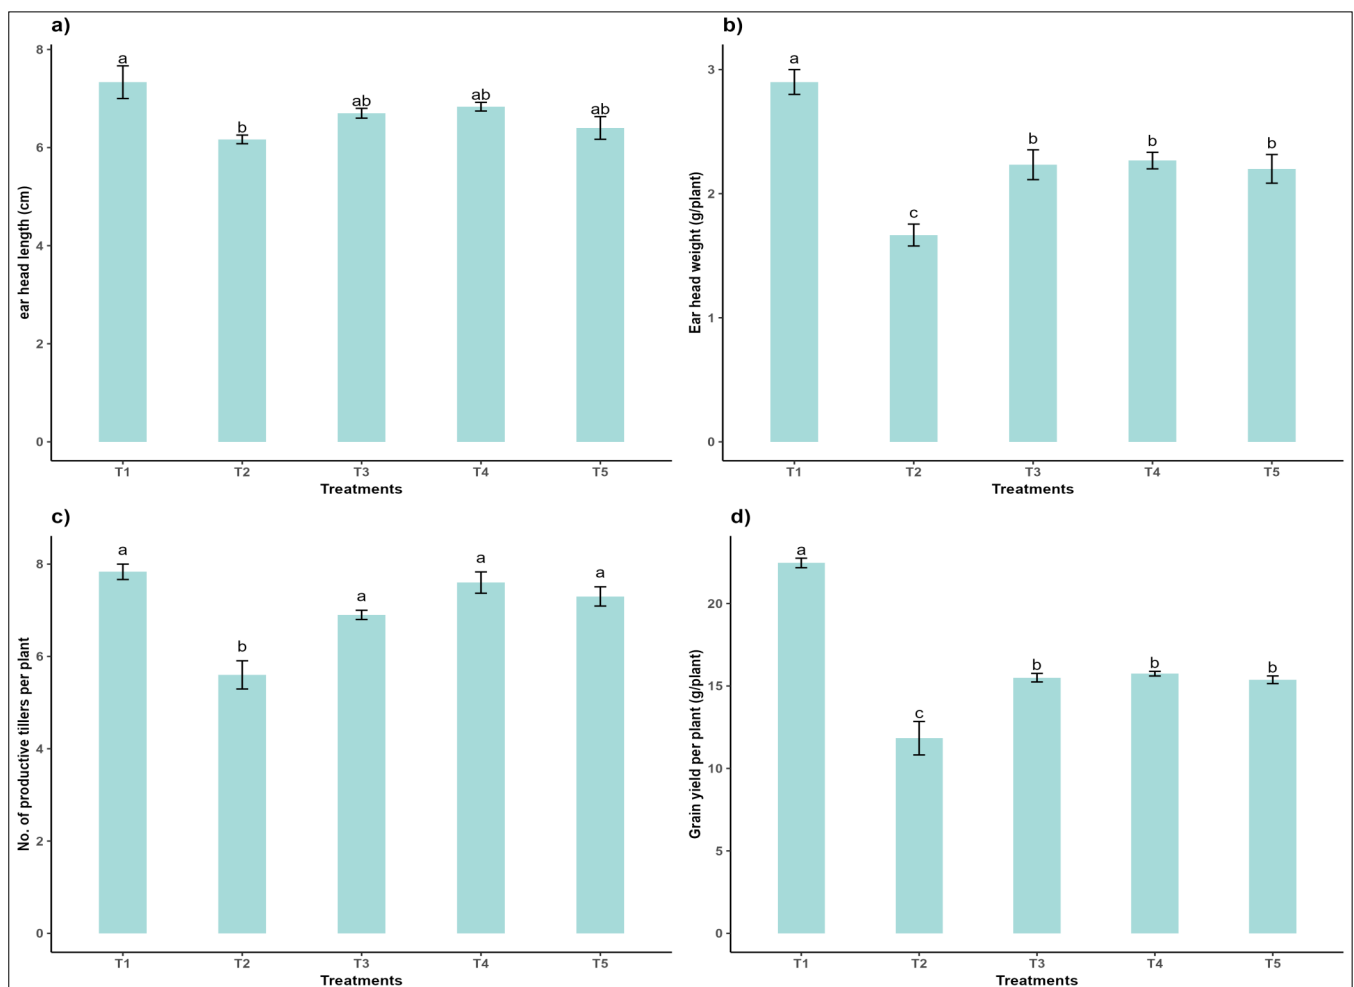 a)
8
6
4
2
0
ear head length (cm)
a
b
ab
ab
ab
T1 T2 T3 T4 T5
Treatments
b)
3
2
1
0
Ear head weight (g/plant)
a
c
b
b
b
T1 T2 T3 T4 T5
Treatments
c)
8
6
4
2
0
No. of productive tillers per plant
a
b
a
a
a
T1 T2 T3 T4 T5
Treatments
d)
20
15
10
5
0
Grain yield per plant (g/plant)
a
c
b
b
b
T1 T2 T3 T4 T5
Treatments